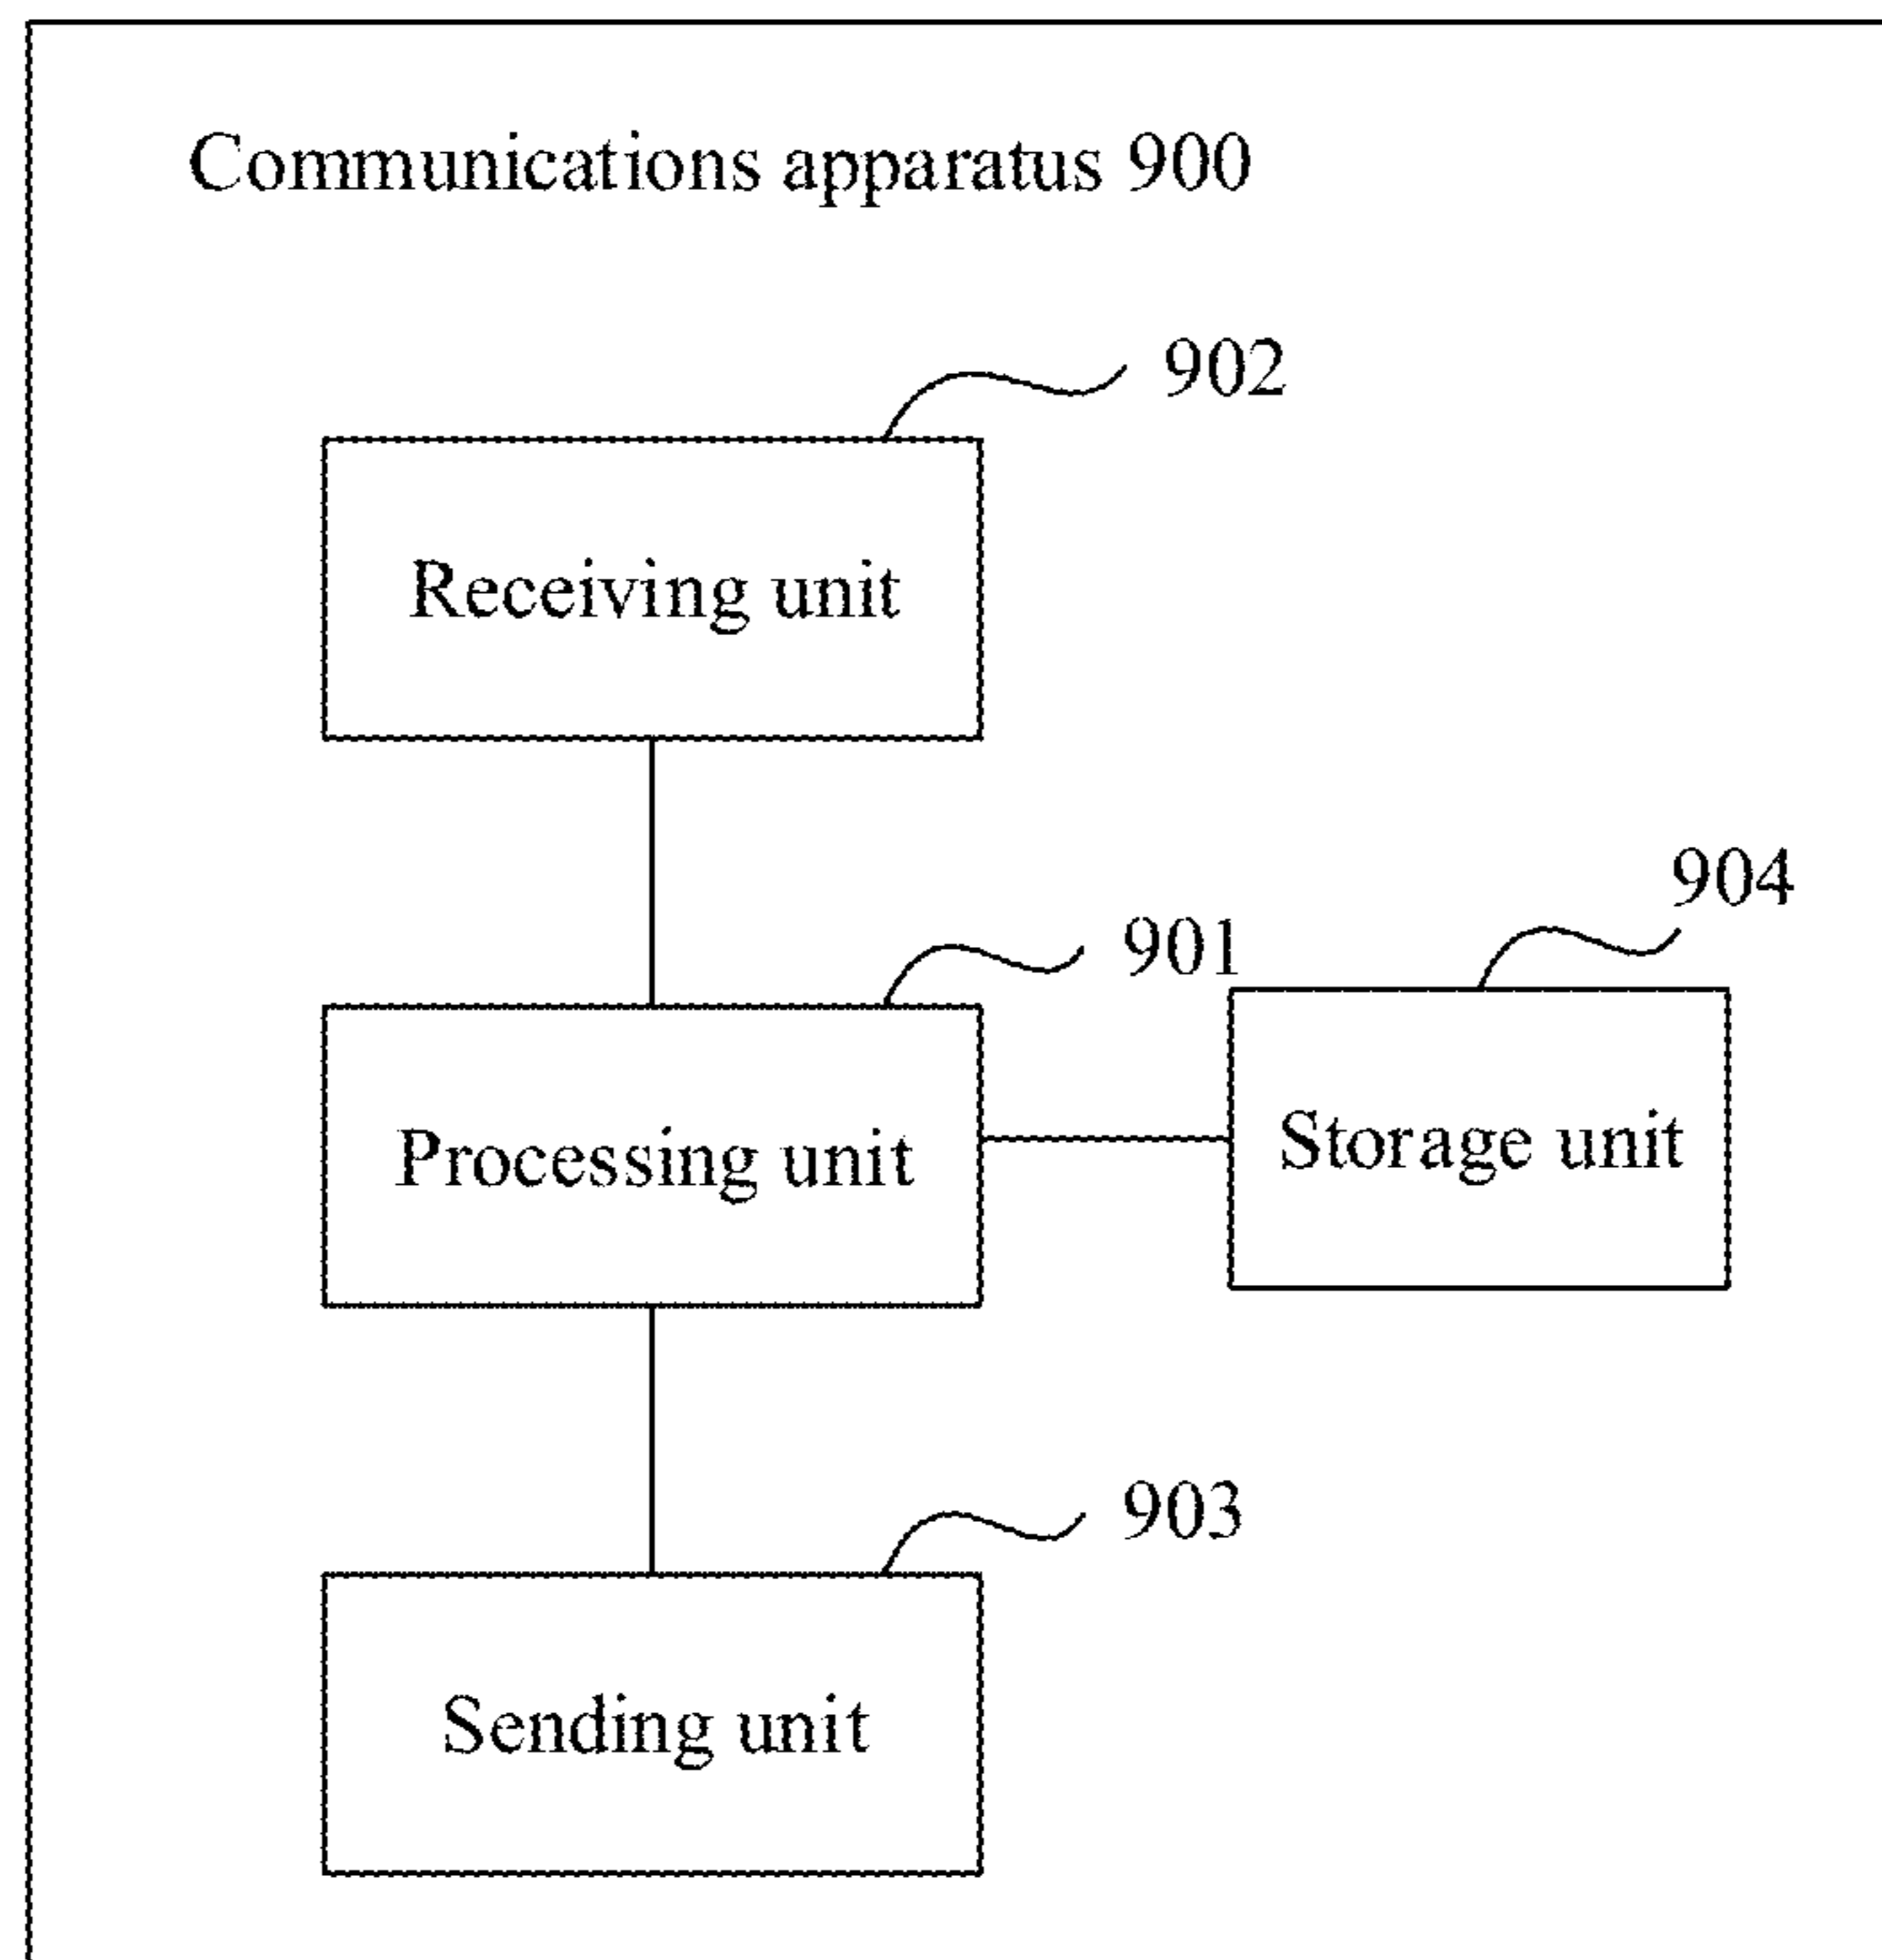 Communications apparatus 900
902
Receiving unit
904
901
Processing unit
Storage unit
903
Sending unit